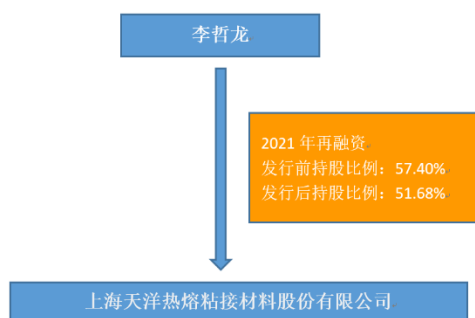 李哲龙
2021 年再融资
发行前持股比例：57.40%
发行后持股比例：51.68%
上海天洋热熔粘接材料股份有限公司